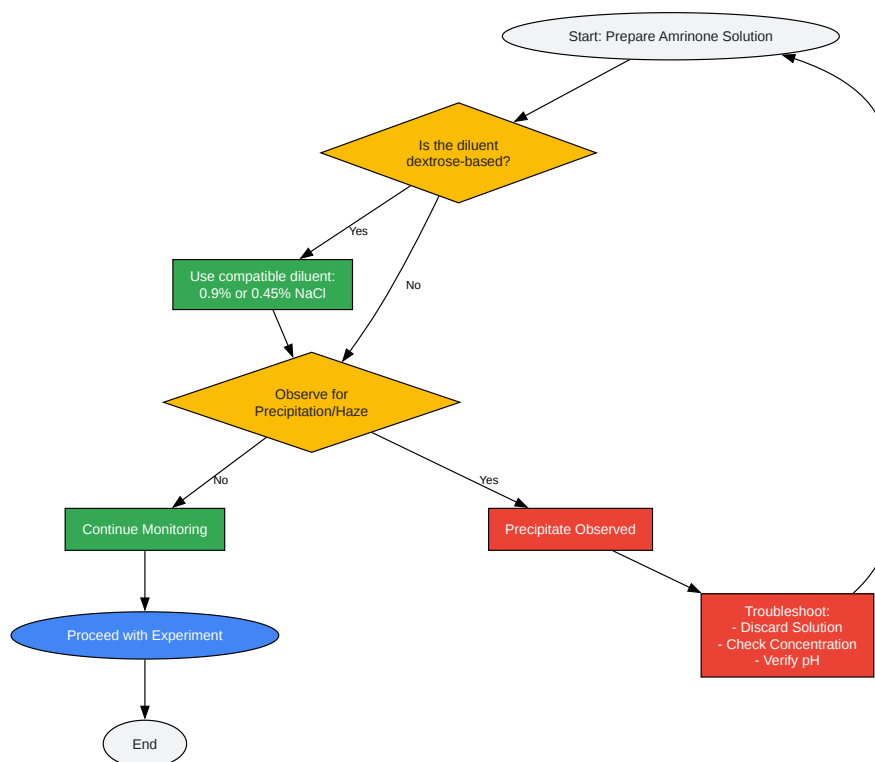 Start: Prepare Amrinone Solution
Is the diluent
dextrose-based?
Yes
Use compatible diluent:
0.9% or 0.45% NaCl
No
Observe for
Precipitation/Haze
No
Yes
Continue Monitoring
Precipitate Observed
Troubleshoot:
- Discard Solution
- Check Concentration
- Verify pH
Proceed with Experiment
End